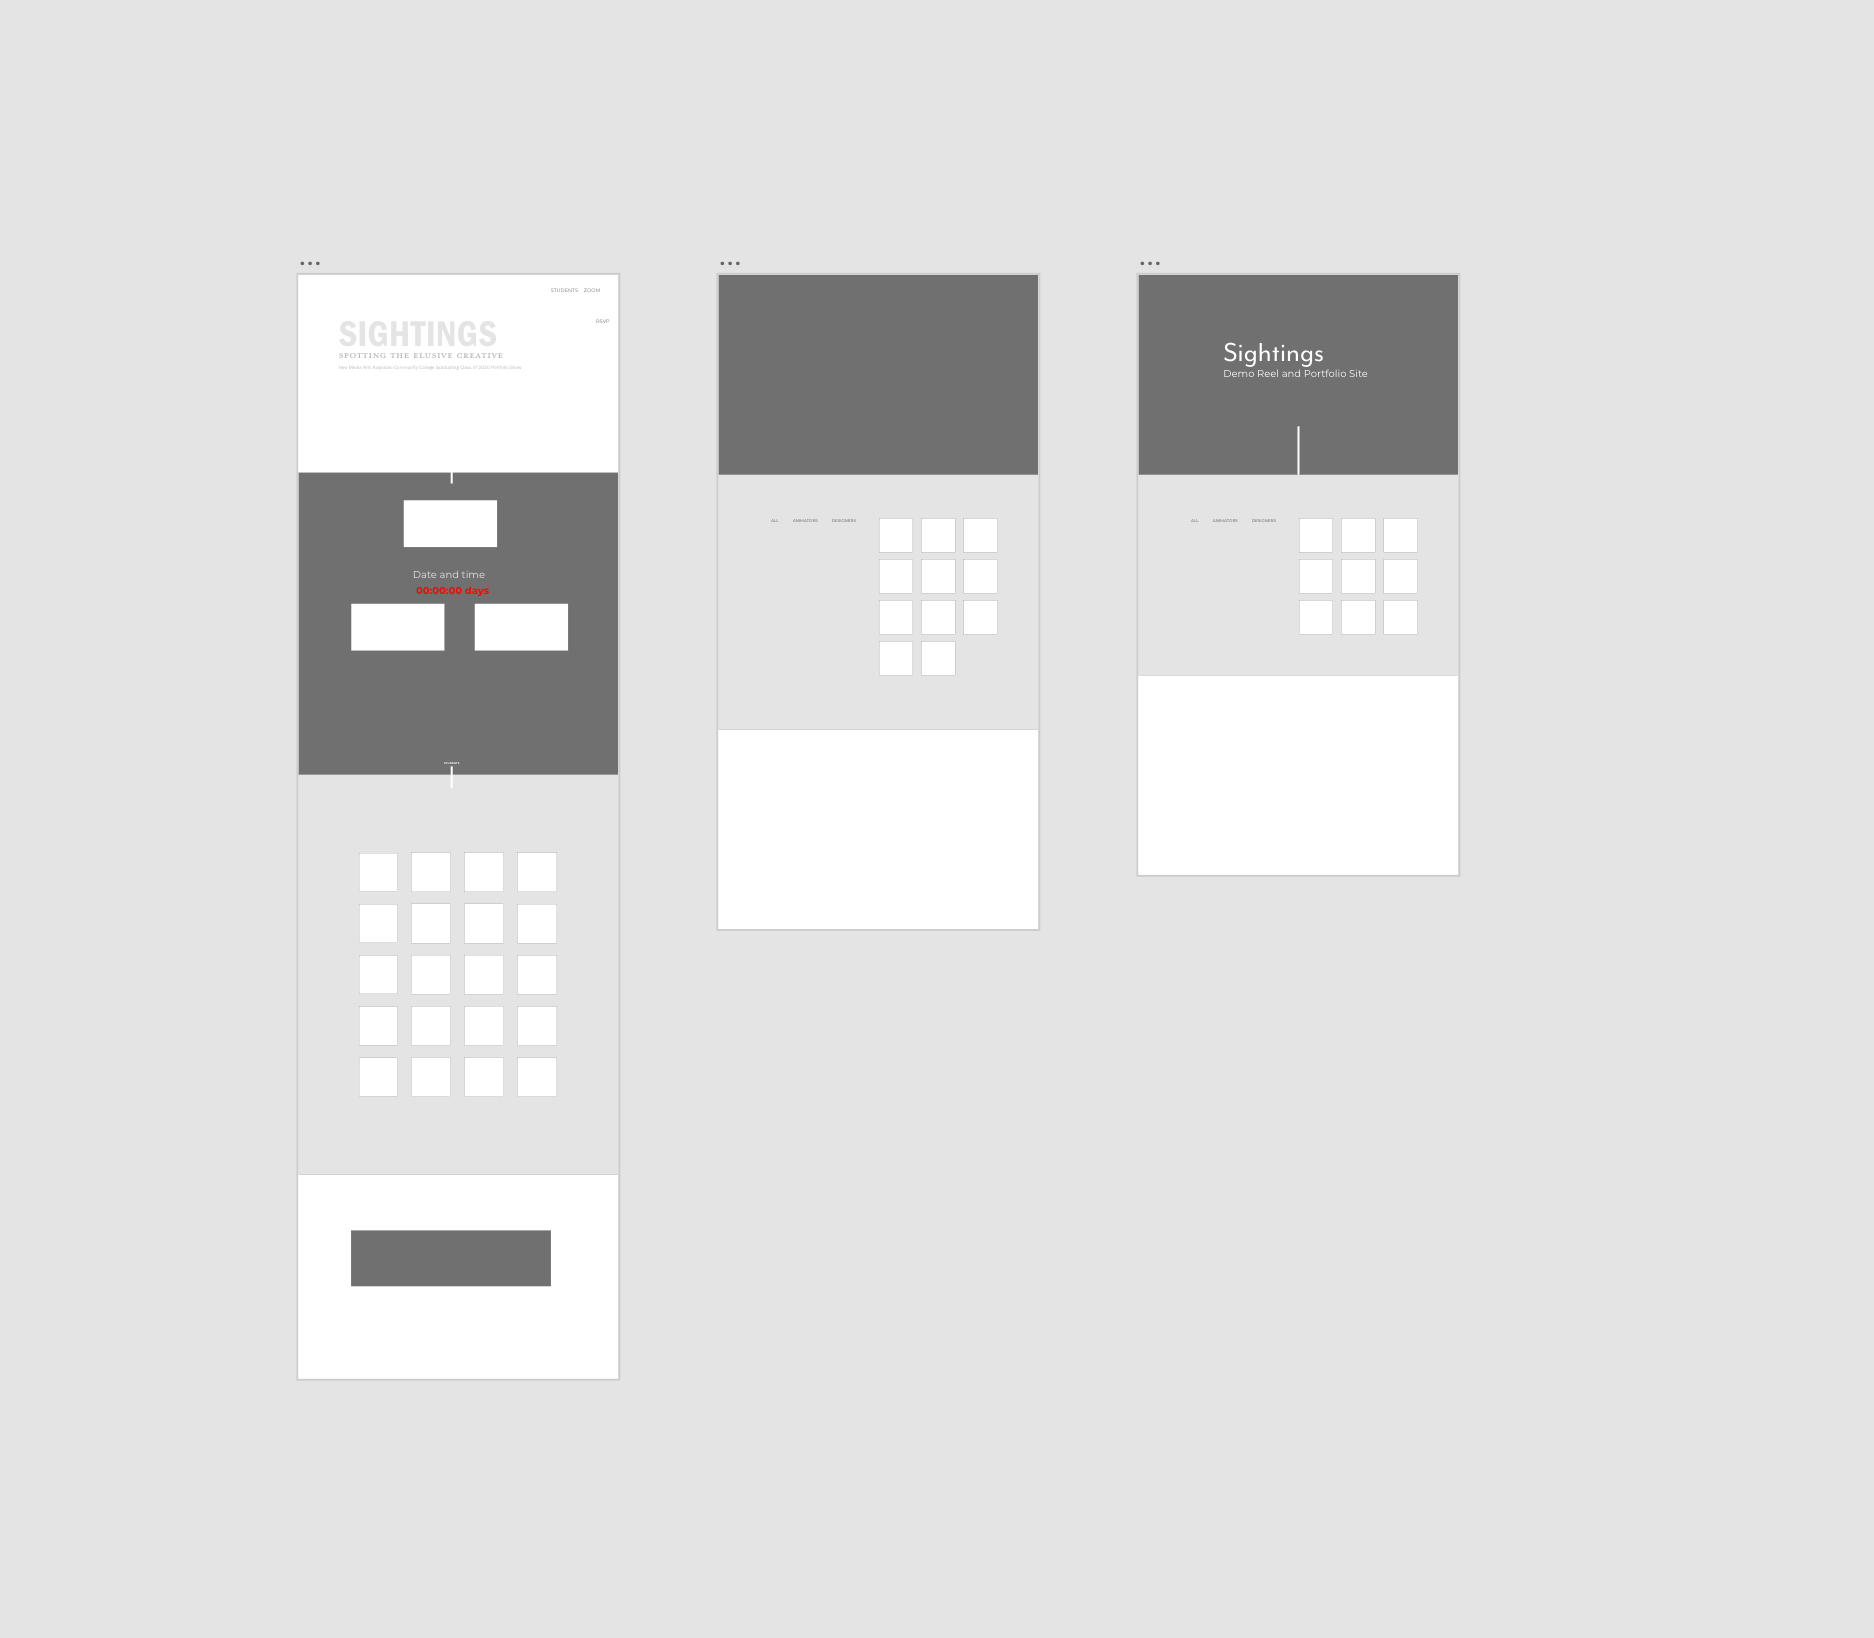 STUDENTS ZOOM
RSVP
SIGHTINGS
SPOTTING THE ELUSIVE CREATIVE
New Media Arts Kapiolani Community College Graduating Class of 2020 Portfolio Show
Date and time
00:00:00 days
STUDENTS
ALL ANIMATORS DESIGNERS
Sightings
Demo Reel and Portfolio Site
ALL ANIMATORS DESIGNERS